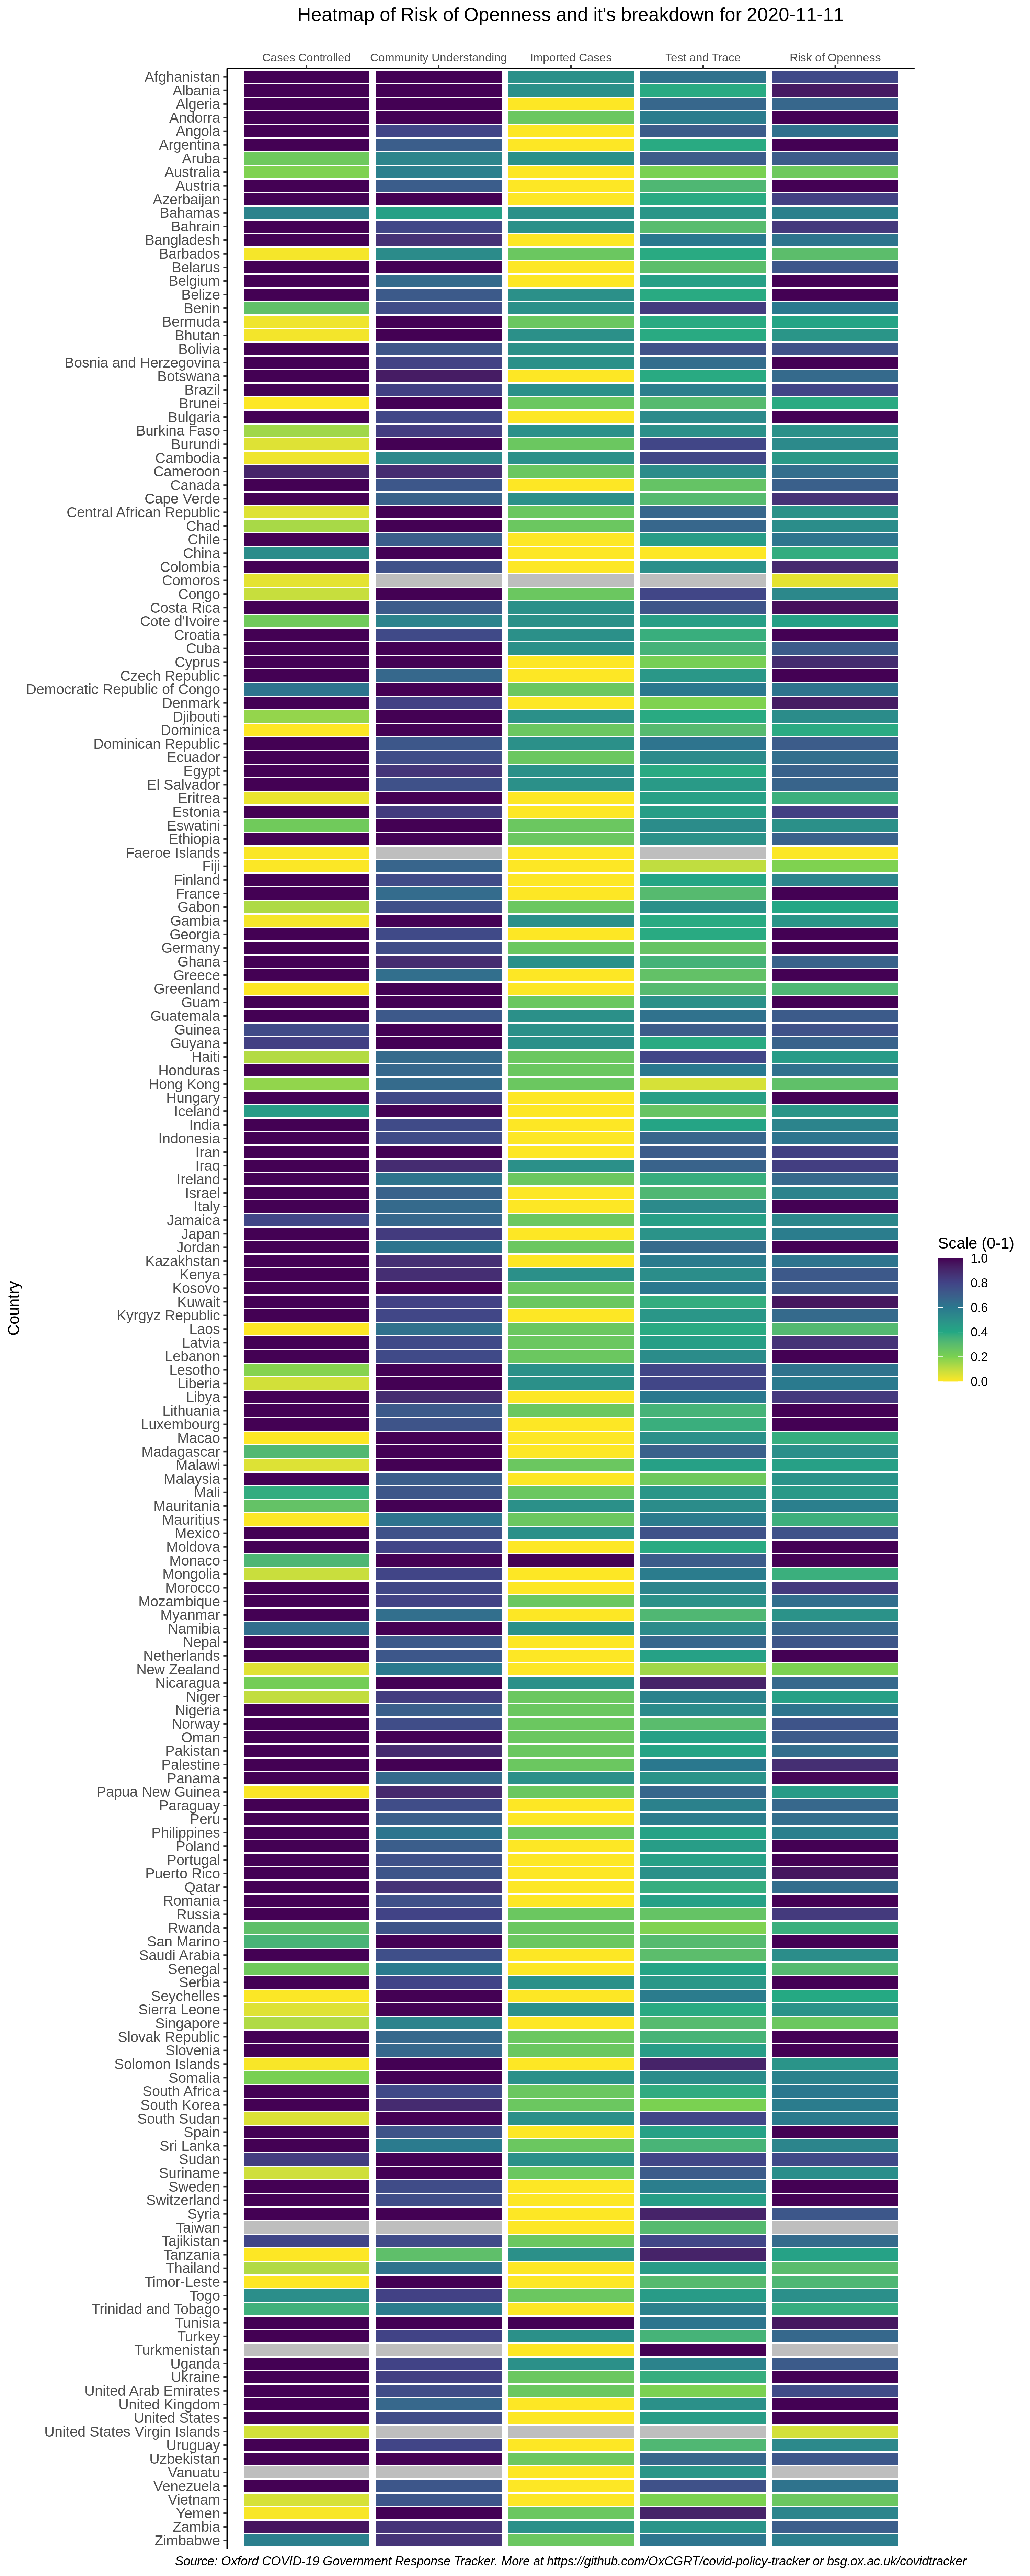 Heatmap of Risk of Openness and it's breakdown for 2020-11-11
Cases Controlled Community Understanding Imported Cases Test and Trace Risk of Openness
Afghanistan
Albania
Algeria
Andorra
Angola
Argentina
Aruba
Australia
Austria
Azerbaijan
Bahamas
Bahrain
Bangladesh
Barbados
Belarus
Belgium
Belize
Benin
Bermuda
Bhutan
Bolivia
Bosnia and Herzegovina
Botswana
Brazil
Brunei
Bulgaria
Burkina Faso
Burundi
Cambodia
Cameroon
Canada
Cape Verde
Central African Republic
Chad
Chile
China
Colombia
Comoros
Congo
Costa Rica
Cote d'Ivoire
Croatia
Cuba
Cyprus
Czech Republic
Democratic Republic of Congo
Denmark
Djibouti
Dominica
Dominican Republic
Ecuador
Egypt
El Salvador
Eritrea
Estonia
Eswatini
Ethiopia
Faeroe Islands
Fiji
Finland
France
Gabon
Gambia
Georgia
Germany
Ghana
Greece
Greenland
Guam
Guatemala
Guinea
Guyana
Haiti
Honduras
Hong Kong
Hungary
Iceland
India
Indonesia
Iran
Iraq
Ireland
Israel
Italy
Jamaica
Japan
Jordan
Kazakhstan
Kenya
Kosovo
Kuwait
Kyrgyz Republic
Laos
Latvia
Lebanon
Lesotho
Liberia
Libya
Lithuania
Luxembourg
Macao
Madagascar
Malawi
Malaysia
Mali
Mauritania
Mauritius
Mexico
Moldova
Monaco
Mongolia
Morocco
Mozambique
Myanmar
Namibia
Nepal
Netherlands
New Zealand
Nicaragua
Niger
Nigeria
Norway
Oman
Pakistan
Palestine
Panama
Papua New Guinea
Paraguay
Peru
Philippines
Poland
Portugal
Puerto Rico
Qatar
Romania
Russia
Rwanda
San Marino
Saudi Arabia
Senegal
Serbia
Seychelles
Sierra Leone
Singapore
Slovak Republic
Slovenia
Solomon Islands
Somalia
South Africa
South Korea
South Sudan
Spain
Sri Lanka
Sudan
Suriname
Sweden
Switzerland
Syria
Taiwan
Tajikistan
Tanzania
Thailand
Timor-Leste
Togo
Trinidad and Tobago
Tunisia
Turkey
Turkmenistan
Uganda
Ukraine
United Arab Emirates
United Kingdom
United States
United States Virgin Islands
Uruguay
Uzbekistan
Vanuatu
Venezuela
Vietnam
Yemen
Zambia
Zimbabwe
Country
Scale (0-1)
1.0
0.8
0.6
0.4
0.2
0.0
Source: Oxford COVID-19 Government Response Tracker. More at https://github.com/OxCGRT/covid-policy-tracker or bsg.ox.ac.uk/covidtracker